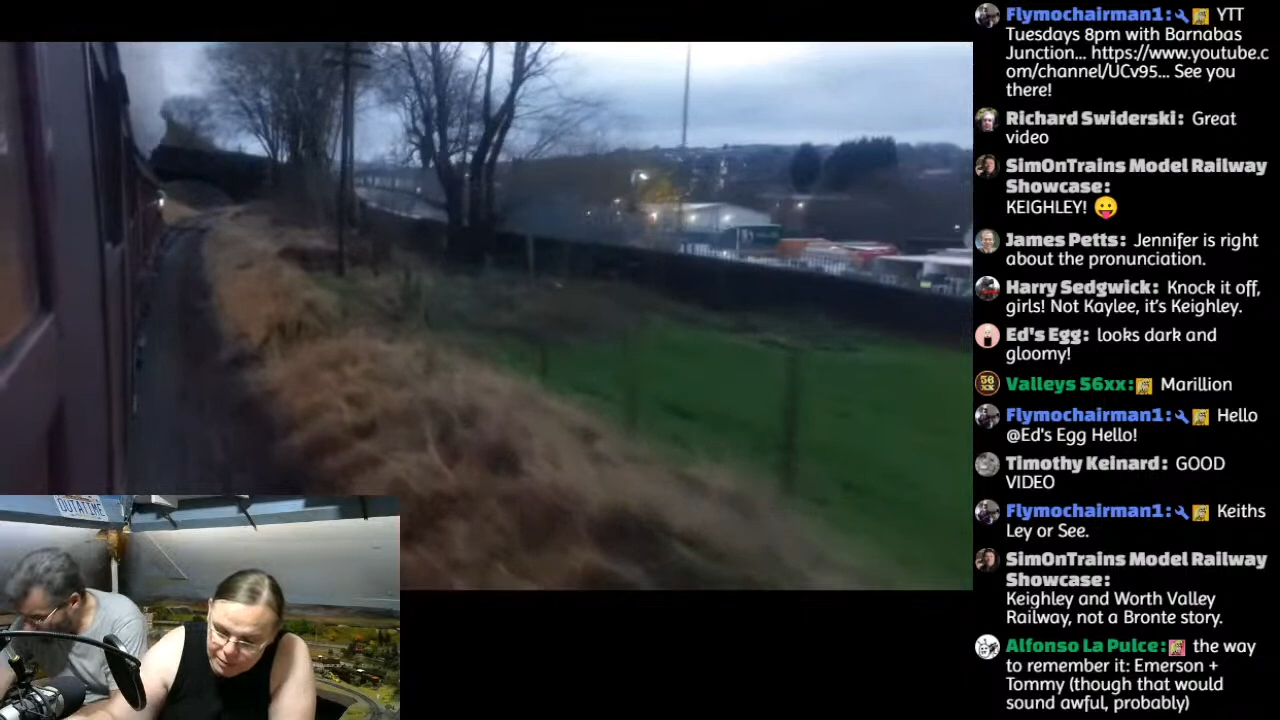 Flymochairman1: YTT
Tuesdays 8pm with Barnabas
Junction... https://www.youtube.c
om/channel/UCv95... See you
there!
Richard Swiderski: Great
video
SimOnTrains Model Railway
Showcase:
KEIGHLEY! 😛
James Petts: Jennifer is right
about the pronunciation.
Harry Sedgwick: Knock it off,
girls! Not Kaylee, it's Keighley.
Ed's Egg: looks dark and
gloomy!
56
xx
Valleys 56xx: Marillion
Flymochairman1: Hello
@Ed's Egg Hello!
Timothy Keinard: GOOD
VIDEO
Flymochairman1: Keiths
Ley or See.
SimOnTrains Model Railway
Showcase:
Keighley and Worth Valley
Railway, not a Bronte story.
Alfonso La Pulce: the way
to remember it: Emerson +
Tommy (though that would
sound awful, probably)
OUTATIME